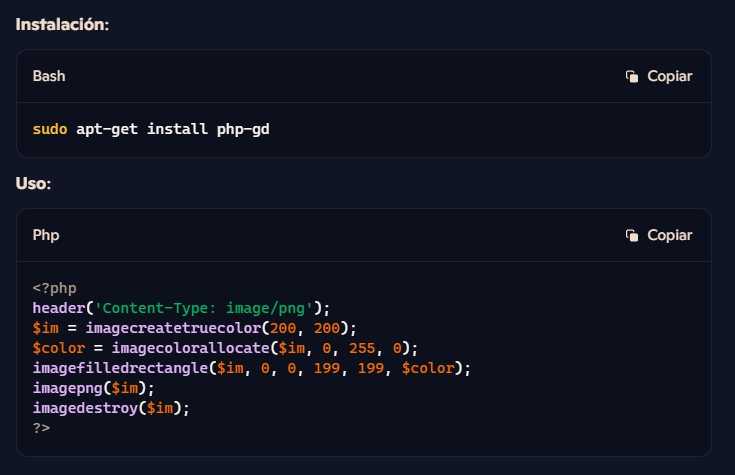 Instalación:
Bash
Copiar
sudo apt-get install php-gd
Uso:
Php
Copiar
<?php
header('Content-Type: image/png');
$im = imagecreatetruecolor(200, 200);
$color = imagecolorallocate($im, 0, 255, 0);
imagefilledrectangle($im, 0, 0, 199, 199, $color);
imagepng($im);
imagedestroy($im);
?>